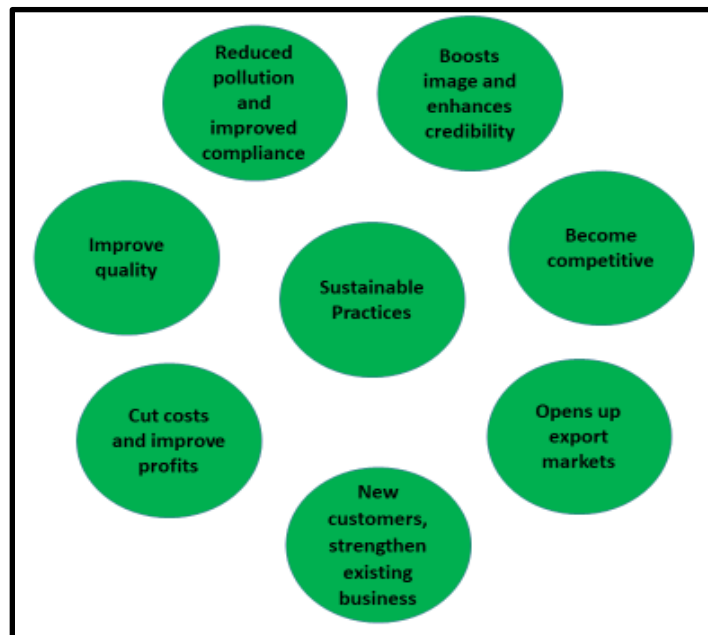 Reduced
pollution
and
improved
compliance
Boosts
image and
enhances
credibility
Improve
quality
Become
competitive
Sustainable
Practices
Cut costs
and improve
profits
Opens up
export
markets
New
customers,
strengthen
existing
business